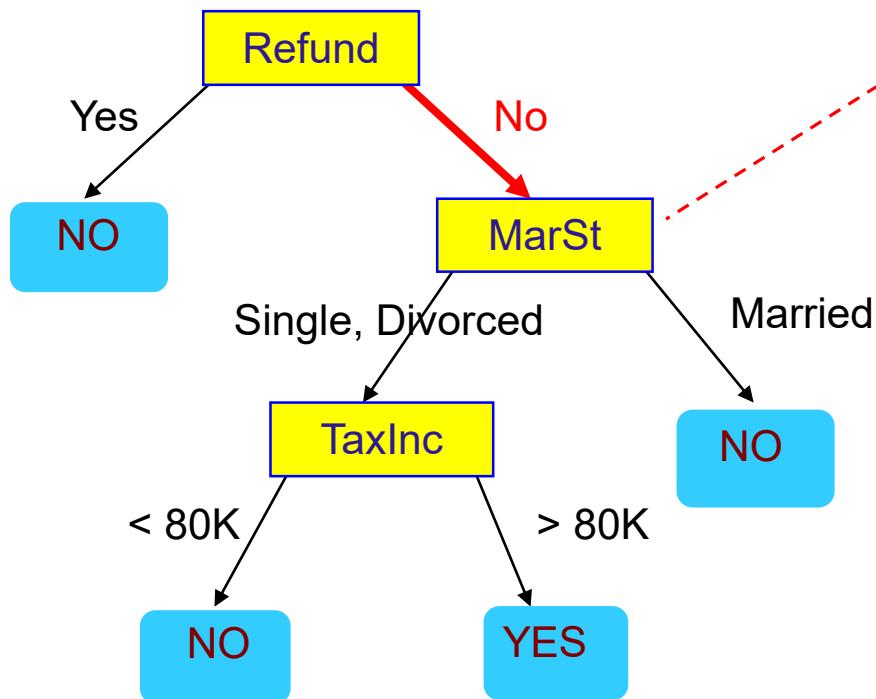 Refund
Yes
No
NO
MarSt
Single, Divorced
Married
TaxInc
NO
< 80K
> 80K
NO
YES